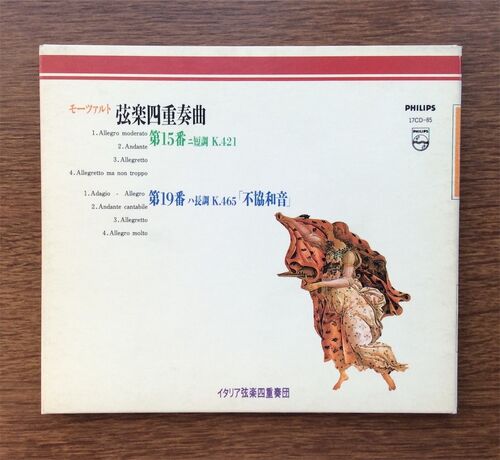 モーツァルト 弦楽四重奏曲
PHILIPS
17CD-85
PHILIPS
第15番 ニ短調 K.421
1. Allegro moderato
2. Andante
3. Allegretto
4. Allegretto ma non troppo
第19番 ハ長調 K.465「不協和音」
1. Adagio - Allegro
2. Andante cantabile
3. Allegretto
4. Allegro molto
イタリア弦楽四重奏団